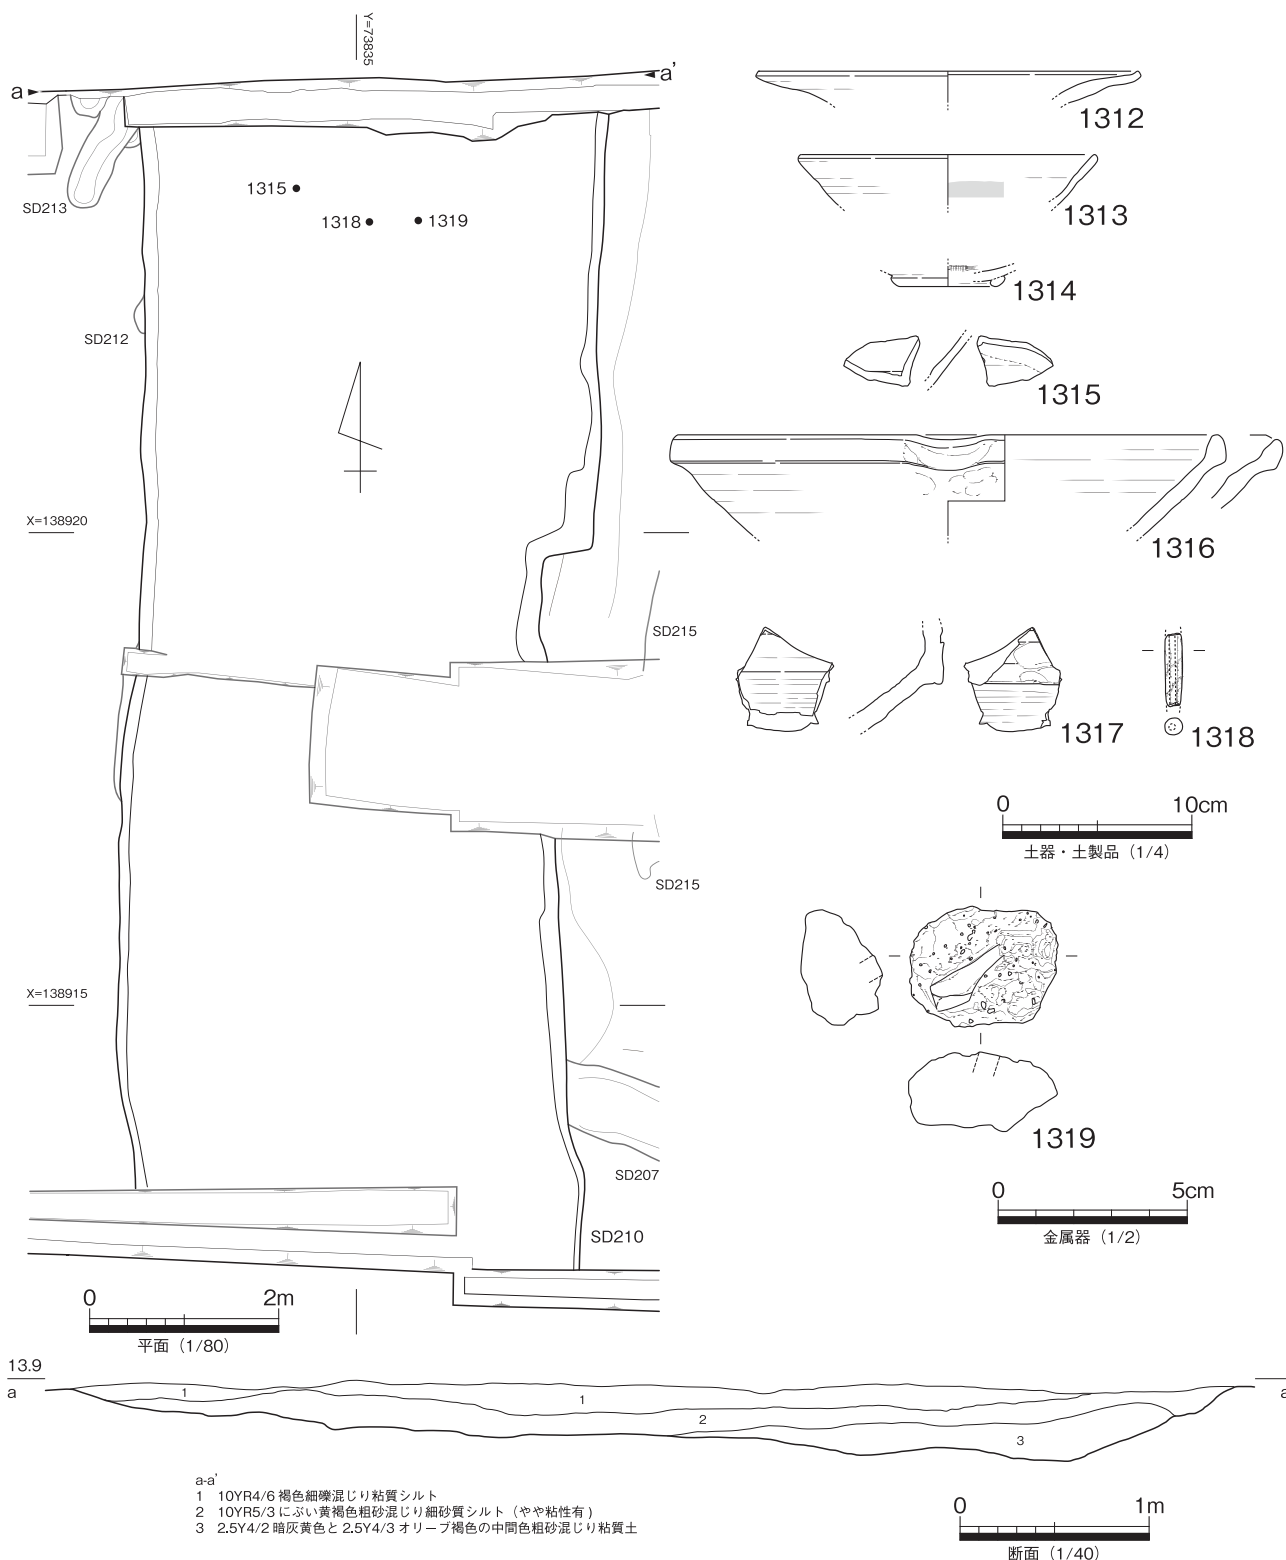 Y=73835
a
a'
1315
1318
1319
SD213
SD212
X=138920
SD215
SD215
X=138915
SD207
SD210
0 2m
平面（1/80）
1312
1313
1314
1315
1316
1317
1318
0 10cm
土器・土製品（1/4）
1319
0 5cm
金属器（1/2）
13.9
a
a
1
1
2
3
a-a'
1 10YR4/6 褐色細礫混じり粘質シルト
2 10YR5/3 にぶい黄褐色粗砂混じり細砂質シルト（やや粘性有)
3 2.5Y4/2 暗灰黄色と 2.5Y4/3 オリーブ褐色の中間色粗砂混じり粘質土
0 1m
断面（1/40）